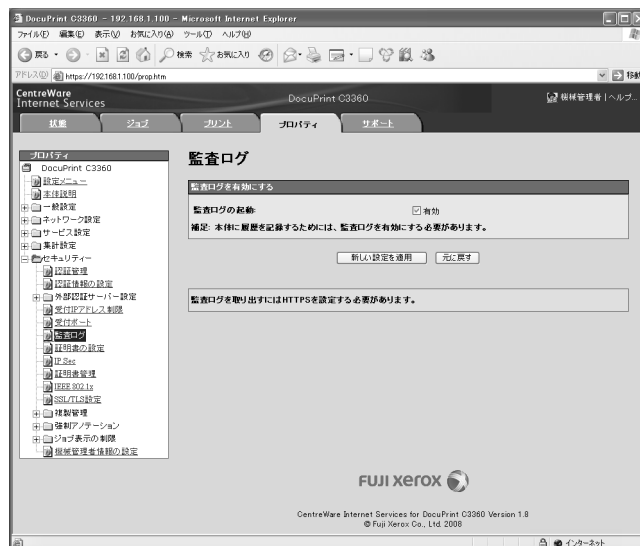 DocuPrint C3360 - 192.168.1.100 - Microsoft Internet Explorer
ファイル(F) 編集(E) 表示(V) お気に入り(A) ツール(T) ヘルプ(H)
戻る 検索 お気に入り
アドレス(D) https://192.168.1.100/prop.htm 移動
CentreWare
Internet Services
DocuPrint C3360
機械管理者 | ヘルプ...
状態 ジョブ プリント プロパティ サポート
プロパティ
DocuPrint C3360
設定メニュー
本体説明
一般設定
ネットワーク設定
サービス設定
集計設定
セキュリティー
認証管理
認証情報の設定
外部認証サーバー設定
受付IPアドレス制限
受付ポート
監査ログ
証明書の設定
IP Sec
証明書管理
IEEE 802.1x
SSL/TLS設定
複製管理
強制アノテーション
ジョブ表示の制限
機械管理者情報の設定
監査ログ
監査ログを有効にする
監査ログの起動: 有効
補足: 本体に履歴を記録するためには、監査ログを有効にする必要があります。
新しい設定を適用 元に戻す
監査ログを取り出すにはHTTPSを設定する必要があります。
FUJI XEROX
CentreWare Internet Services for DocuPrint C3360 Version 1.8
© Fuji Xerox Co., Ltd. 2008
インターネット